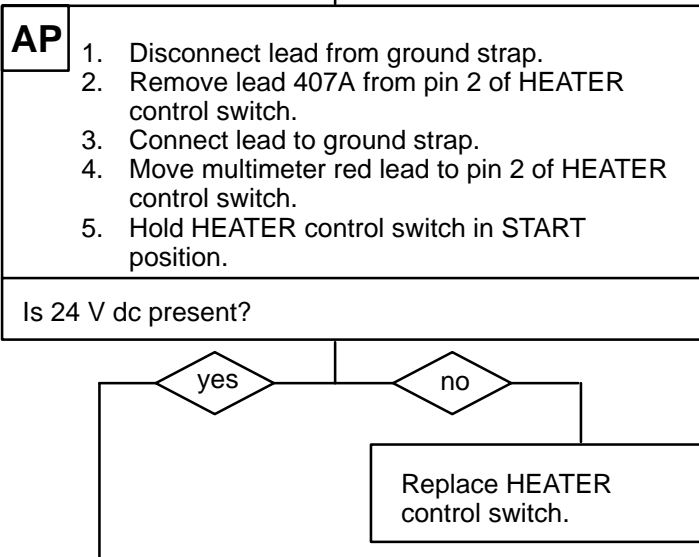 AP
1. Disconnect lead from ground strap.
2. Remove lead 407A from pin 2 of HEATER
control switch.
3. Connect lead to ground strap.
4. Move multimeter red lead to pin 2 of HEATER
control switch.
5. Hold HEATER control switch in START
position.
Is 24 V dc present?
yes
no
Replace HEATER
control switch.